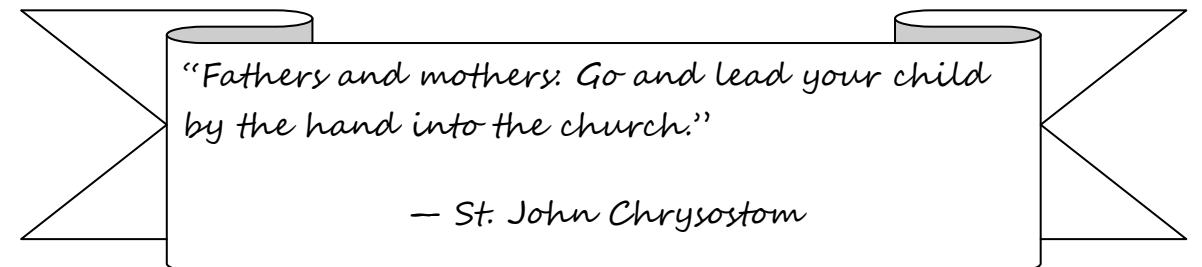 “Fathers and mothers: Go and lead your child
by the hand into the church.”
— St. John Chrysostom